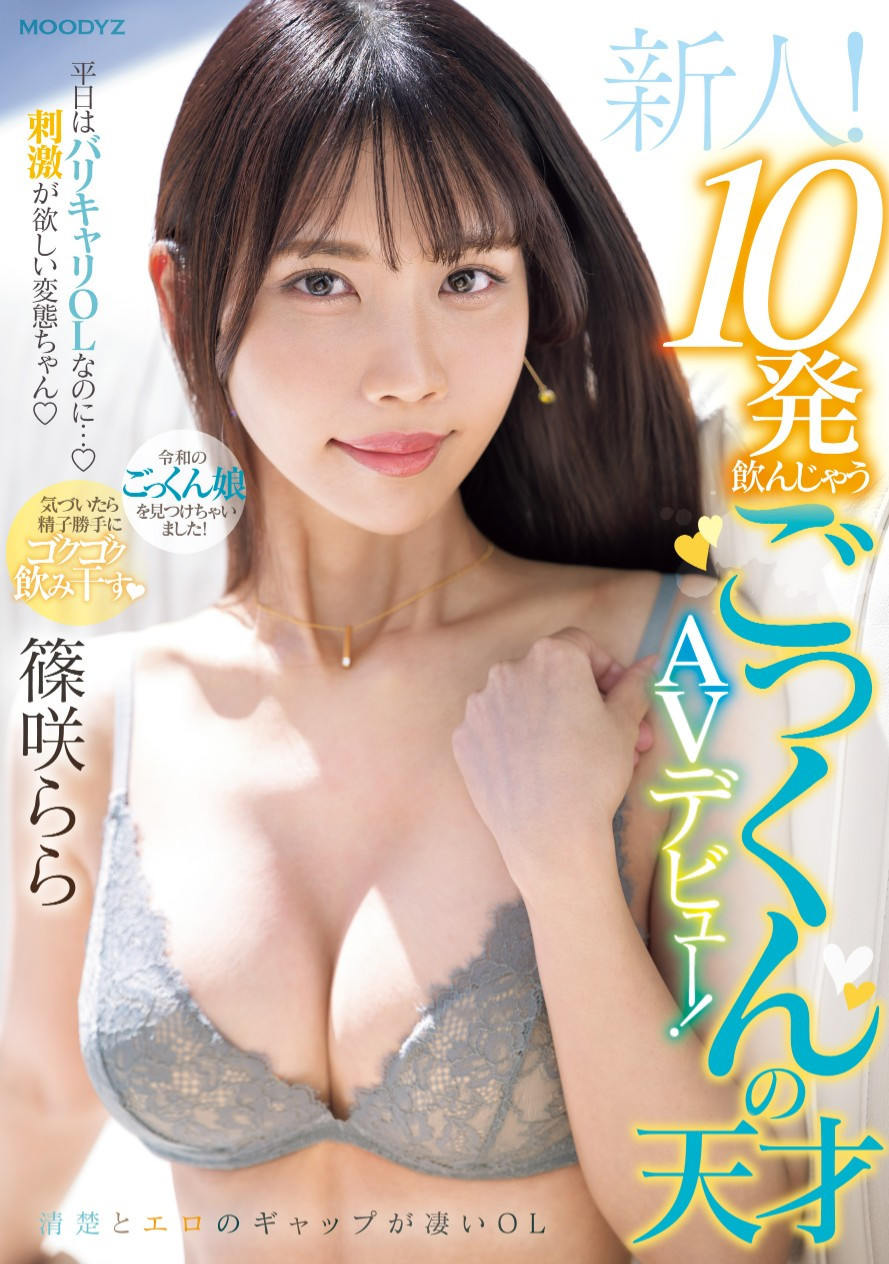 MOODYZ
新人!
10発
飲んじゃう
ごっくんの
天才
AVデビュー!
平日はバリキャリOLなのに…♡
刺激が欲しい変態ちゃん♡
令和の
ごっくん娘
を見つけちゃい
ました!
気づいたら
精子勝手に
ゴクゴク
飲み干す♥
篠咲らら
清楚とエロのギャップが凄いOL